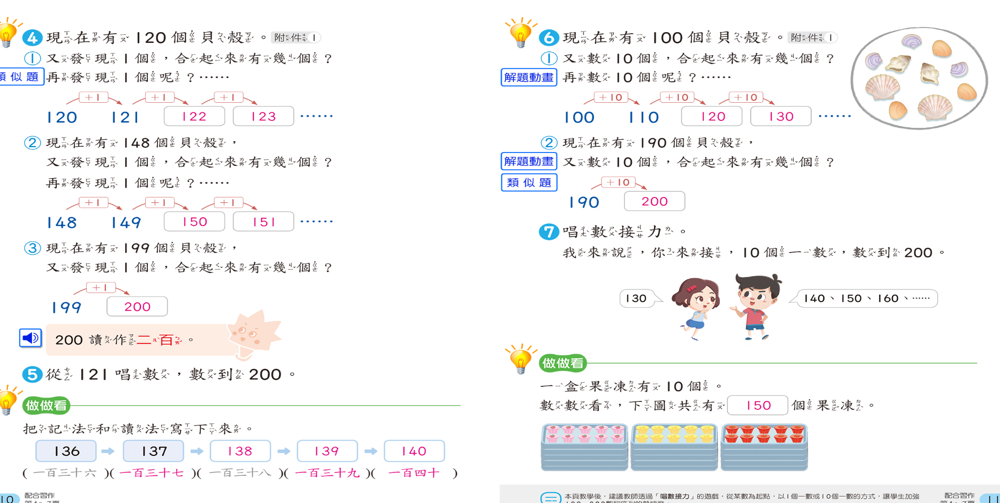 4 現在有 120 個貝殼。 附件 1
① 又發現 1 個，合起來有幾個？
類似題 再發現 1 個呢？……
+1 +1 +1
120 121 122 123 ……
② 現在有 148 個貝殼，
又發現 1 個，合起來有幾個？
再發現 1 個呢？……
+1 +1 +1
148 149 150 151 ……
③ 現在有 199 個貝殼，
又發現 1 個，合起來有幾個？
+1
199 200
200 讀作二百。
5 從 121 唱數，數到 200。
做做看
把記法和讀法寫下來。
136 137 138 139 140
(一百三十六)(一百三十七)(一百三十八)(一百三十九)(一百四十)
10 配合習作
6 現在有 100 個貝殼。 附件 1
① 又數 10 個，合起來有幾個？
解題動畫 再數 10 個呢？……
+10 +10 +10
100 110 120 130 ……
② 現在有 190 個貝殼，
解題動畫 又數 10 個，合起來有幾個？
類似題
+10
190 200
7 唱數接力。
我來說，你來接，10 個一數，數到 200。
130
140、150、160、……
做做看
一盒果凍有 10 個。
數數看，下圖共有 150 個果凍。
本頁教學後，建議教師透過「唱數接力」的遊戲，從某數為起點，以1個一數或10個一數的方式，讓學生加強
配合習作 11